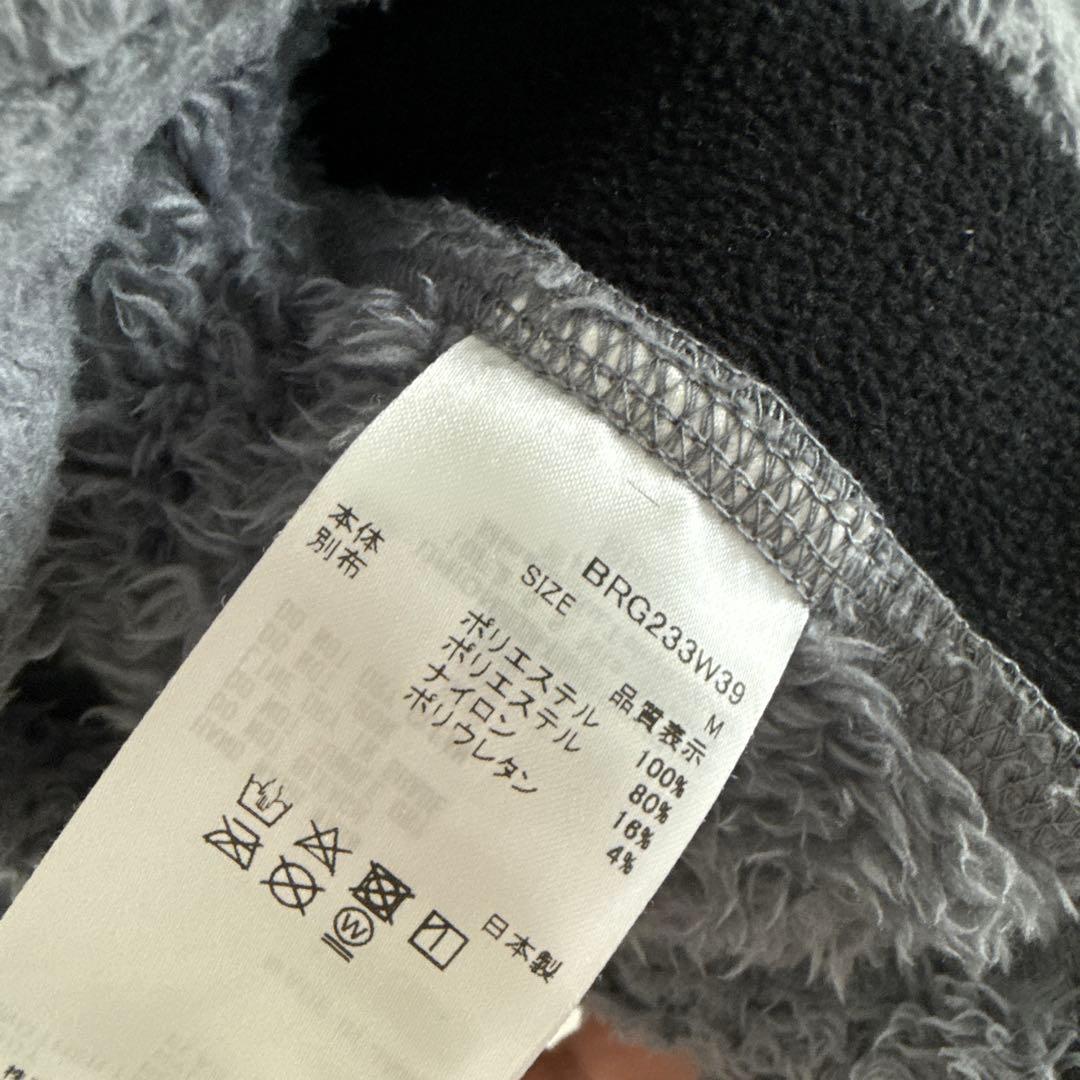 BRG233W39
SIZE M
品質表示
本体 ポリエステル 100%
別布 ポリエステル 80%
ナイロン 16%
ポリウレタン 4%
W
日本製
株